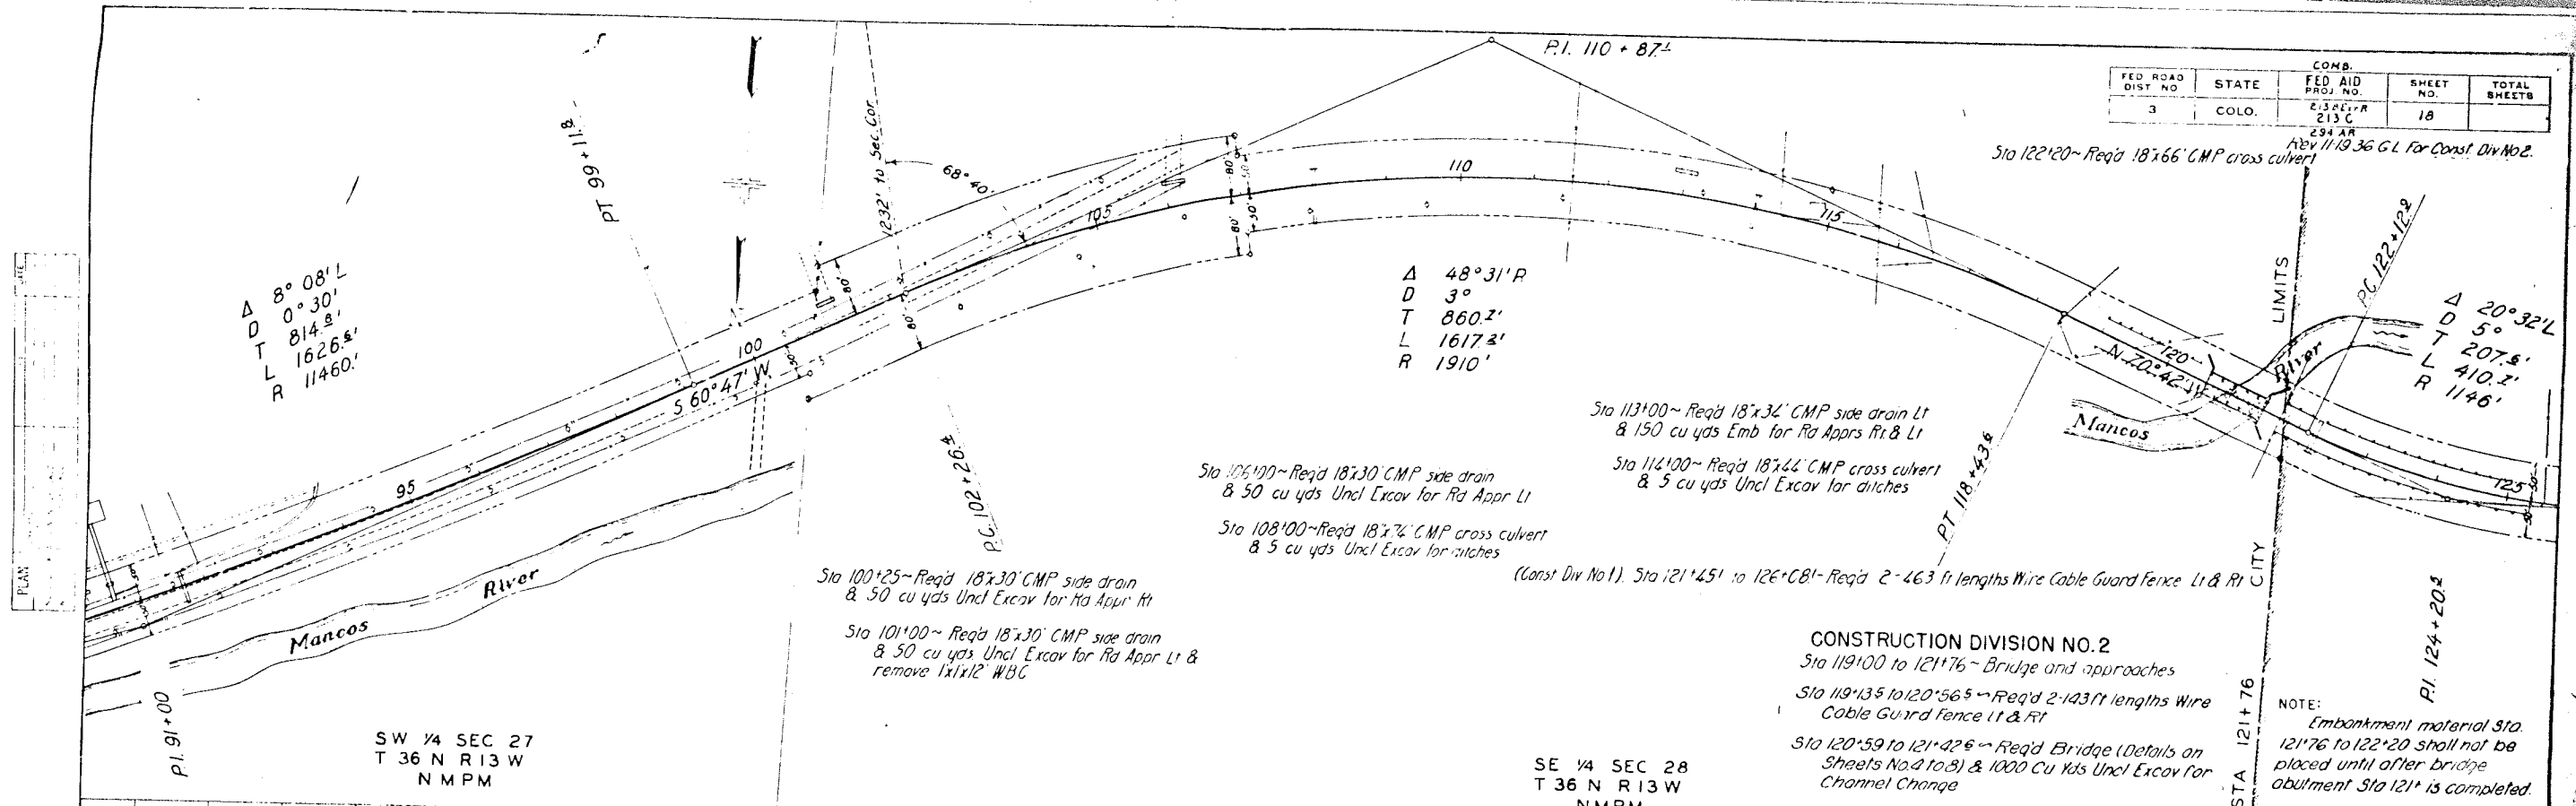 P.I. 110 + 87.1
COMB.
FED ROAD DIST NO
STATE
FED AID PROJ. NO.
SHEET NO.
TOTAL SHEETS
3
COLO.
213 C
18
294 AR
Rev 11-19 36 G L For Const. Div No 2.
Sta 122+20 ~ Req'd 18"x66' CMP cross culvert
PT 99+11.8
1232' to Sec. Cor.
68° 40'
80'
50'
80'
50'
110
105
115
Δ 8° 08' L
D 0° 30'
T 814.8'
L 1626.6'
R 11460.'
80'
80'
100
50'
S 60° 47' W.
95
Δ 48° 31' R
D 3°
T 860.2'
L 1617.3'
R 1910'
LIMITS
P.C. 122+12.2
Δ 20° 32' L
D 5°
T 207.6'
L 410.7'
R 1146'
120
N 70° 42' W
River
Mancos
125
50'
50'
P.C. 102+26.4
PT 118+43.6
Sta 113+00 ~ Req'd 18"x34' CMP side drain Lt
& 150 cu yds Emb for Rd Apprs Rt & Lt
Sta 106+00 ~ Req'd 18"x30' CMP side drain
& 50 cu yds Uncl Excav for Rd Appr Lt
Sta 114+00 ~ Req'd 18"x44' CMP cross culvert
& 5 cu yds Uncl Excav for ditches
Sta 108+00 ~ Req'd 18"x74' CMP cross culvert
& 5 cu yds Uncl Excav for ditches
(Const Div No 1). Sta 121+45± to 126+08± - Req'd 2-463 ft lengths Wire Cable Guard Fence Lt & Rt
CITY
Sta 100+25 ~ Req'd 18"x30' CMP side drain
& 50 cu yds Uncl Excav for Rd Appr Rt
Sta 101+00 ~ Req'd 18"x30' CMP side drain
& 50 cu yds Uncl Excav for Rd Appr Lt &
remove 1'x1'x12' WBC
River
Mancos
PLAN
P.I. 91+00
SW 1/4 SEC 27
T 36 N R 13 W
N M P M
CONSTRUCTION DIVISION NO. 2
Sta 119+00 to 121+76 ~ Bridge and approaches
Sta 119+13.5 to 120+56.5 ~ Req'd 2-143 ft lengths Wire
Cable Guard Fence Lt & Rt
Sta 120+59 to 121+42.6 ~ Req'd Bridge (Details on
Sheets No. 4 to 8) & 1000 Cu Yds Uncl Excav for
Channel Change
SE 1/4 SEC 28
T 36 N R 13 W
N M P M
STA 121+76
P.I. 124+20.2
NOTE:
Embankment material Sta.
121+76 to 122+20 shall not be
placed until after bridge
abutment Sta 121+ is completed.